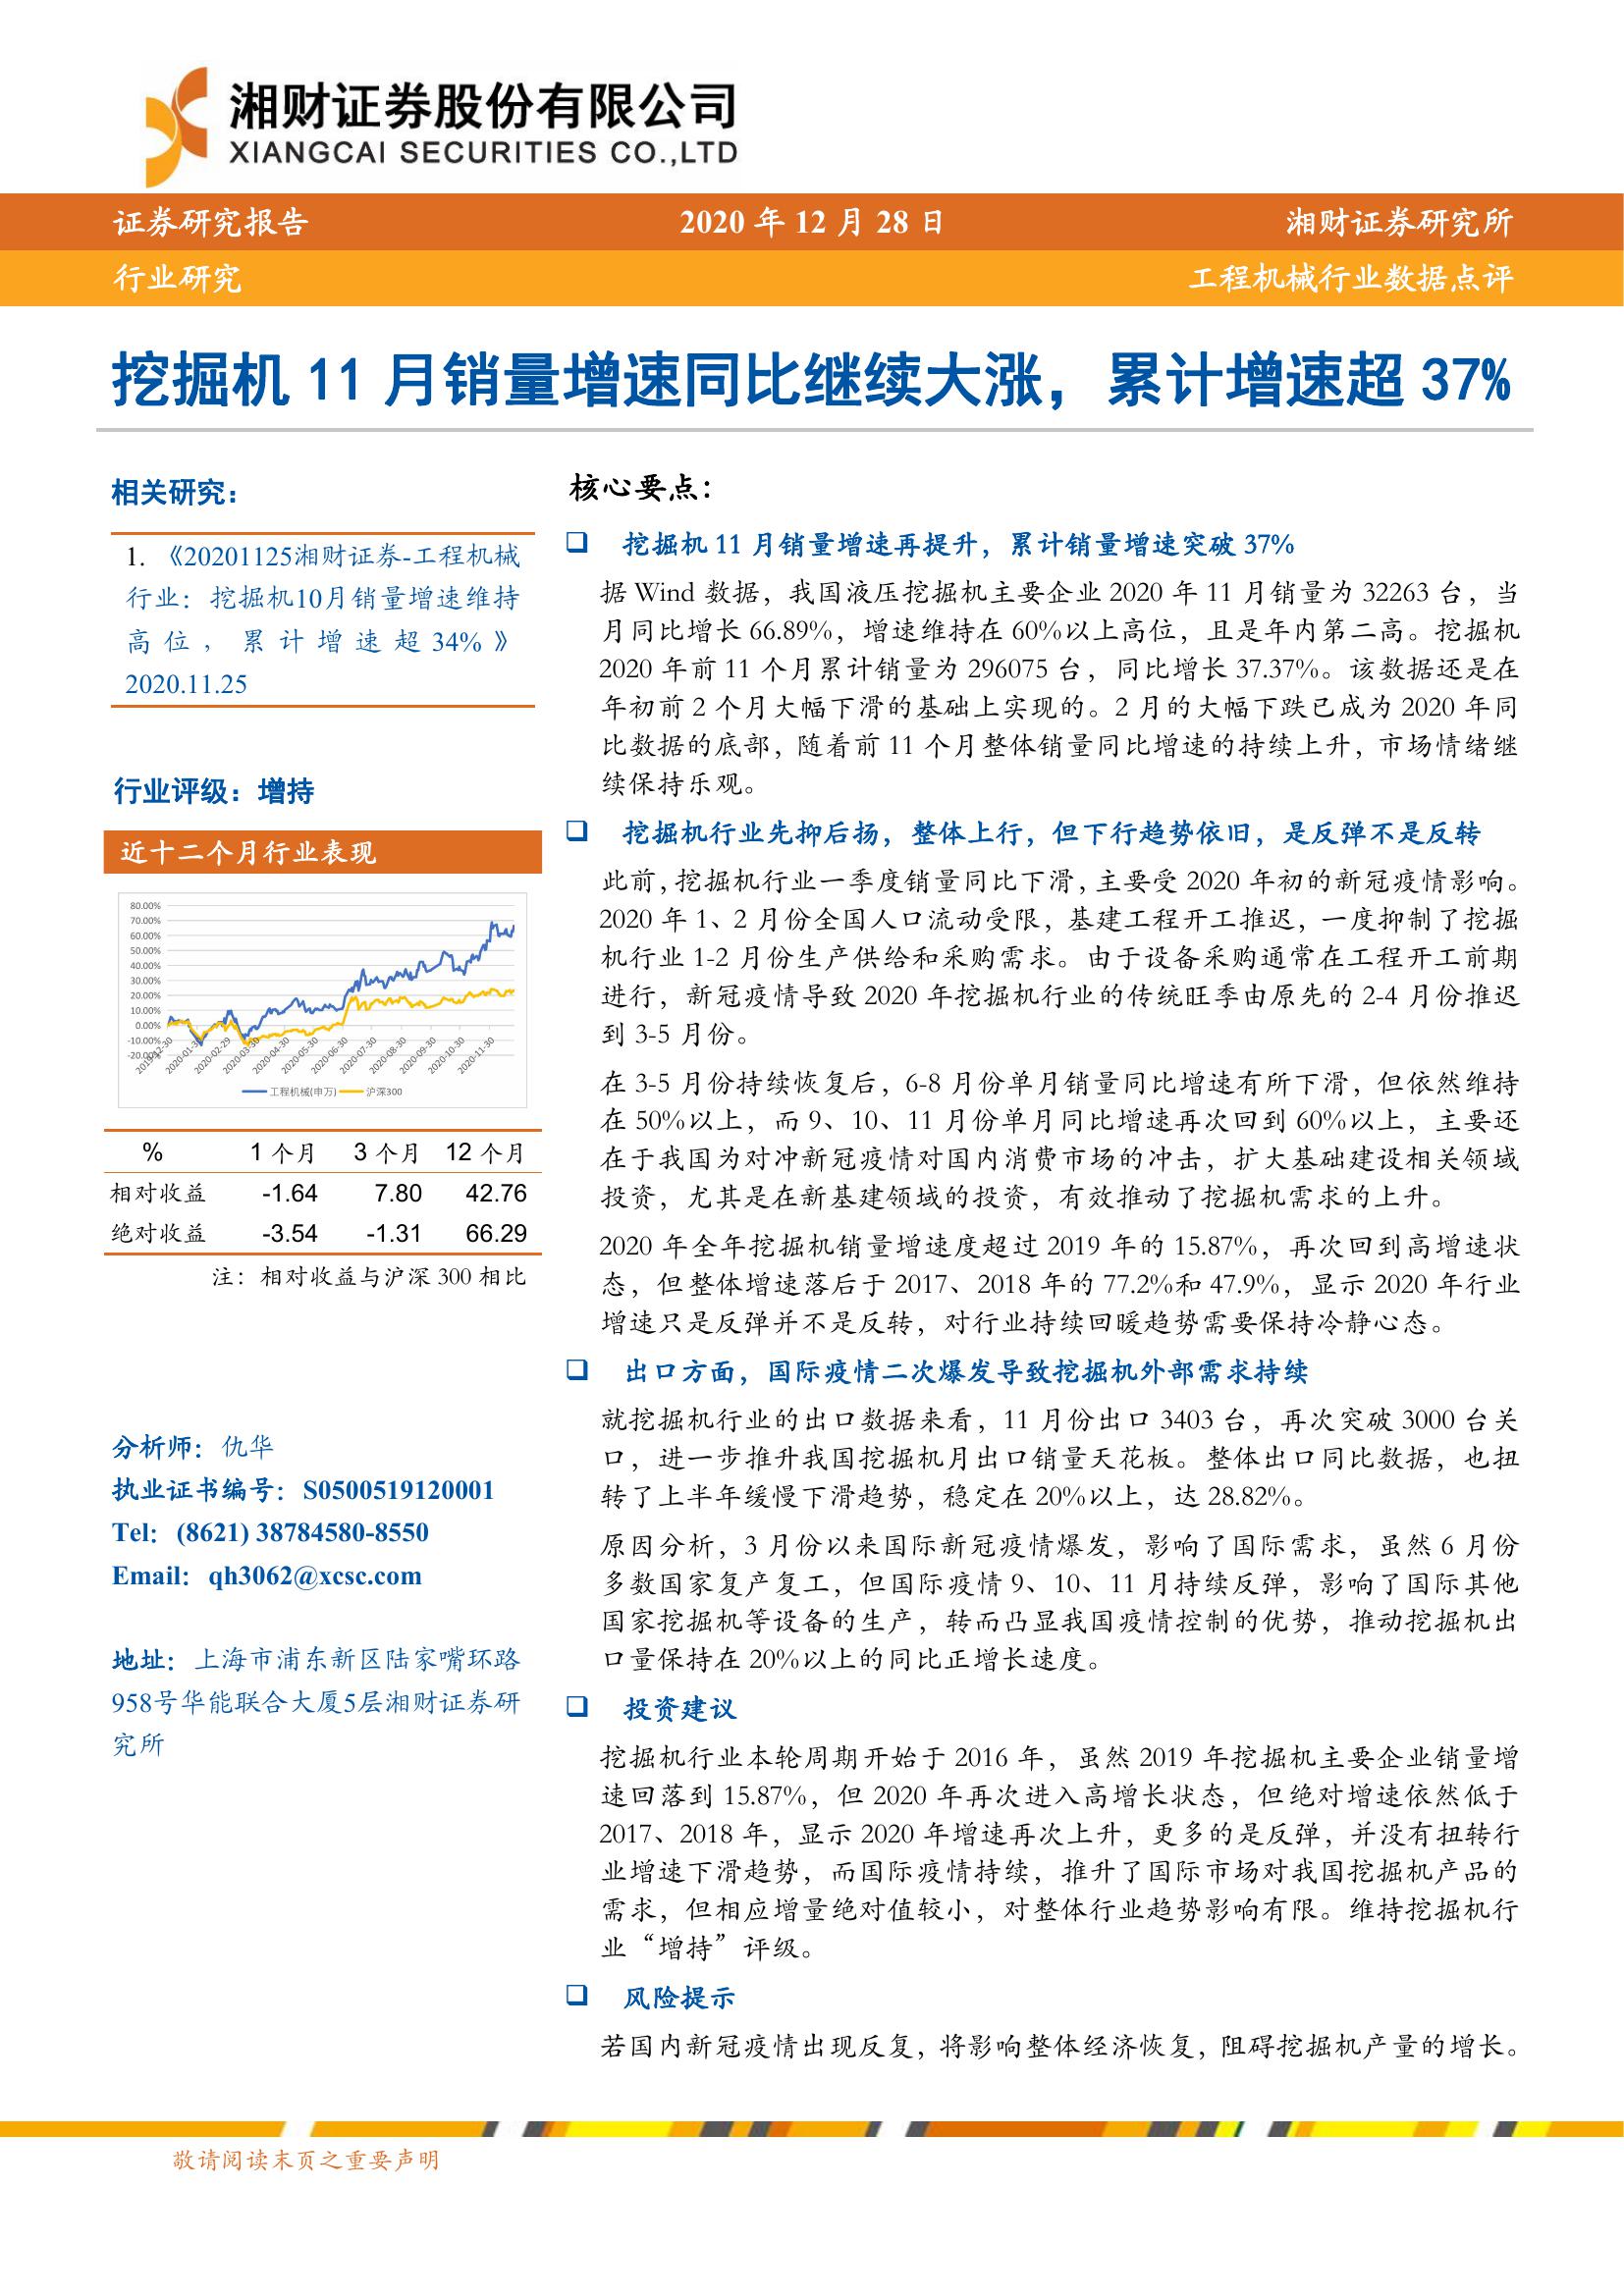 湘财证券股份有限公司
XIANGCAI SECURITIES CO.,LTD
证券研究报告
2020 年 12 月 28 日
湘财证券研究所
行业研究
工程机械行业数据点评
挖掘机 11 月销量增速同比继续大涨，累计增速超 37%
相关研究：
1. 《20201125湘财证券-工程机械
行业：挖掘机10月销量增速维持
高位，累计增速超34%》
2020.11.25
行业评级：增持
近十二个月行业表现
80.00%
70.00%
60.00%
50.00%
40.00%
30.00%
20.00%
10.00%
0.00%
-10.00%
-20.00%
2019-12-30
2020-01-30
2020-02-29
2020-03-30
2020-04-30
2020-05-30
2020-06-30
2020-07-30
2020-08-30
2020-09-30
2020-10-30
2020-11-30
工程机械(申万)
沪深300
% 1 个月 3 个月 12 个月
相对收益 -1.64 7.80 42.76
绝对收益 -3.54 -1.31 66.29
注：相对收益与沪深 300 相比
分析师：仇华
执业证书编号：S0500519120001
Tel：(8621) 38784580-8550
Email：qh3062@xcsc.com
地址：上海市浦东新区陆家嘴环路
958号华能联合大厦5层湘财证券研
究所
核心要点：
❑ 挖掘机 11 月销量增速再提升，累计销量增速突破 37%
据 Wind 数据，我国液压挖掘机主要企业 2020 年 11 月销量为 32263 台，当
月同比增长 66.89%，增速维持在 60%以上高位，且是年内第二高。挖掘机
2020 年前 11 个月累计销量为 296075 台，同比增长 37.37%。该数据还是在
年初前 2 个月大幅下滑的基础上实现的。2 月的大幅下跌已成为 2020 年同
比数据的底部，随着前 11 个月整体销量同比增速的持续上升，市场情绪继
续保持乐观。
❑ 挖掘机行业先抑后扬，整体上行，但下行趋势依旧，是反弹不是反转
此前，挖掘机行业一季度销量同比下滑，主要受 2020 年初的新冠疫情影响。
2020 年 1、2 月份全国人口流动受限，基建工程开工推迟，一度抑制了挖掘
机行业 1-2 月份生产供给和采购需求。由于设备采购通常在工程开工前期
进行，新冠疫情导致 2020 年挖掘机行业的传统旺季由原先的 2-4 月份推迟
到 3-5 月份。
在 3-5 月份持续恢复后，6-8 月份单月销量同比增速有所下滑，但依然维持
在 50%以上，而 9、10、11 月份单月同比增速再次回到 60%以上，主要还
在于我国为对冲新冠疫情对国内消费市场的冲击，扩大基础建设相关领域
投资，尤其是在新基建领域的投资，有效推动了挖掘机需求的上升。
2020 年全年挖掘机销量增速度超过 2019 年的 15.87%，再次回到高增速状
态，但整体增速落后于 2017、2018 年的 77.2%和 47.9%，显示 2020 年行业
增速只是反弹并不是反转，对行业持续回暖趋势需要保持冷静心态。
❑ 出口方面，国际疫情二次爆发导致挖掘机外部需求持续
就挖掘机行业的出口数据来看，11 月份出口 3403 台，再次突破 3000 台关
口，进一步推升我国挖掘机月出口销量天花板。整体出口同比数据，也扭
转了上半年缓慢下滑趋势，稳定在 20%以上，达 28.82%。
原因分析，3 月份以来国际新冠疫情爆发，影响了国际需求，虽然 6 月份
多数国家复产复工，但国际疫情 9、10、11 月持续反弹，影响了国际其他
国家挖掘机等设备的生产，转而凸显我国疫情控制的优势，推动挖掘机出
口量保持在 20%以上的同比正增长速度。
❑ 投资建议
挖掘机行业本轮周期开始于 2016 年，虽然 2019 年挖掘机主要企业销量增
速回落到 15.87%，但 2020 年再次进入高增长状态，但绝对增速依然低于
2017、2018 年，显示 2020 年增速再次上升，更多的是反弹，并没有扭转行
业增速下滑趋势，而国际疫情持续，推升了国际市场对我国挖掘机产品的
需求，但相应增量绝对值较小，对整体行业趋势影响有限。维持挖掘机行
业“增持”评级。
❑ 风险提示
若国内新冠疫情出现反复，将影响整体经济恢复，阻碍挖掘机产量的增长。
敬请阅读末页之重要声明